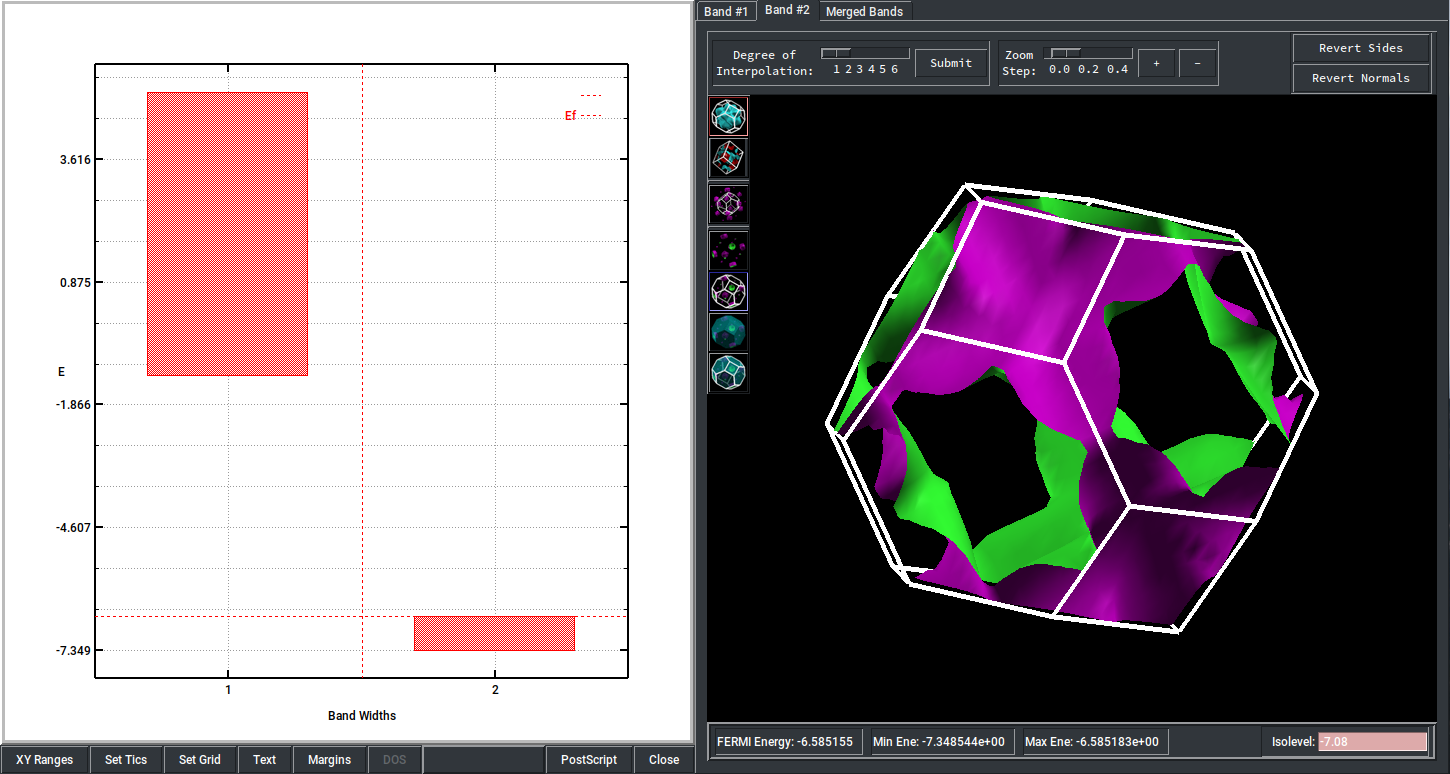 Ef
3.616
0.875
E
-1.866
-4.607
-7.349
1 2
Band Widths
XY Ranges Set Tics Set Grid Text Margins DOS PostScript Close
Band #1 Band #2 Merged Bands
Degree of
Interpolation:
1 2 3 4 5 6
Submit
Zoom
Step:
0.0 0.2 0.4
+ −
Revert Sides
Revert Normals
FERMI Energy: -6.585155 Min Ene: -7.348544e+00 Max Ene: -6.585183e+00 Isolevel: -7.08